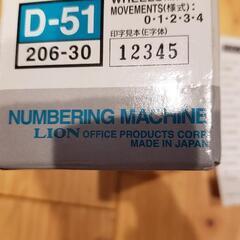 D-51
206-30
MOVEMENTS(様式):
0·1·2·3·4
印字見本(E字体)
12345
NUMBERING MACHINE
LION OFFICE PRODUCTS CORP.
MADE IN JAPAN